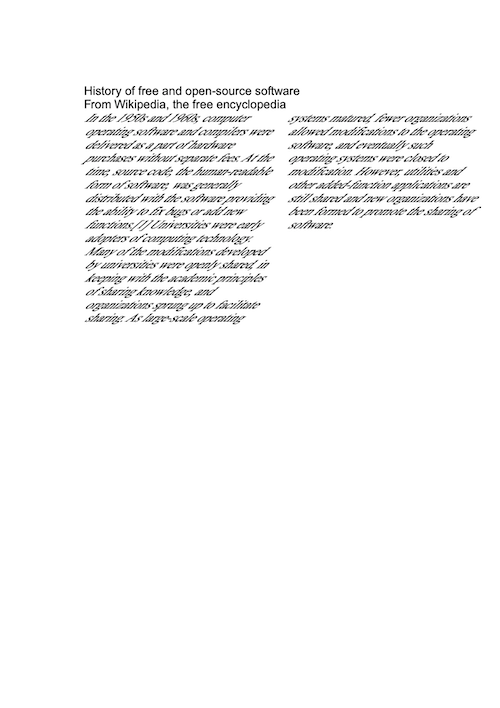 History of free and open-source software
From Wikipedia, the free encyclopedia
In the 1950s and 1960s, computer
operating software and compilers were
delivered as a part of hardware
purchases without separate fees. At the
time, source code, the human-readable
form of software, was generally
distributed with the software providing
the ability to fix bugs or add new
functions.[1] Universities were early
adopters of computing technology.
Many of the modifications developed
by universities were openly shared, in
keeping with the academic principles
of sharing knowledge, and
organizations sprung up to facilitate
sharing. As large-scale operating
systems matured, fewer organizations
allowed modifications to the operating
software, and eventually such
operating systems were closed to
modification. However, utilities and
other added-function applications are
still shared and new organizations have
been formed to promote the sharing of
software.